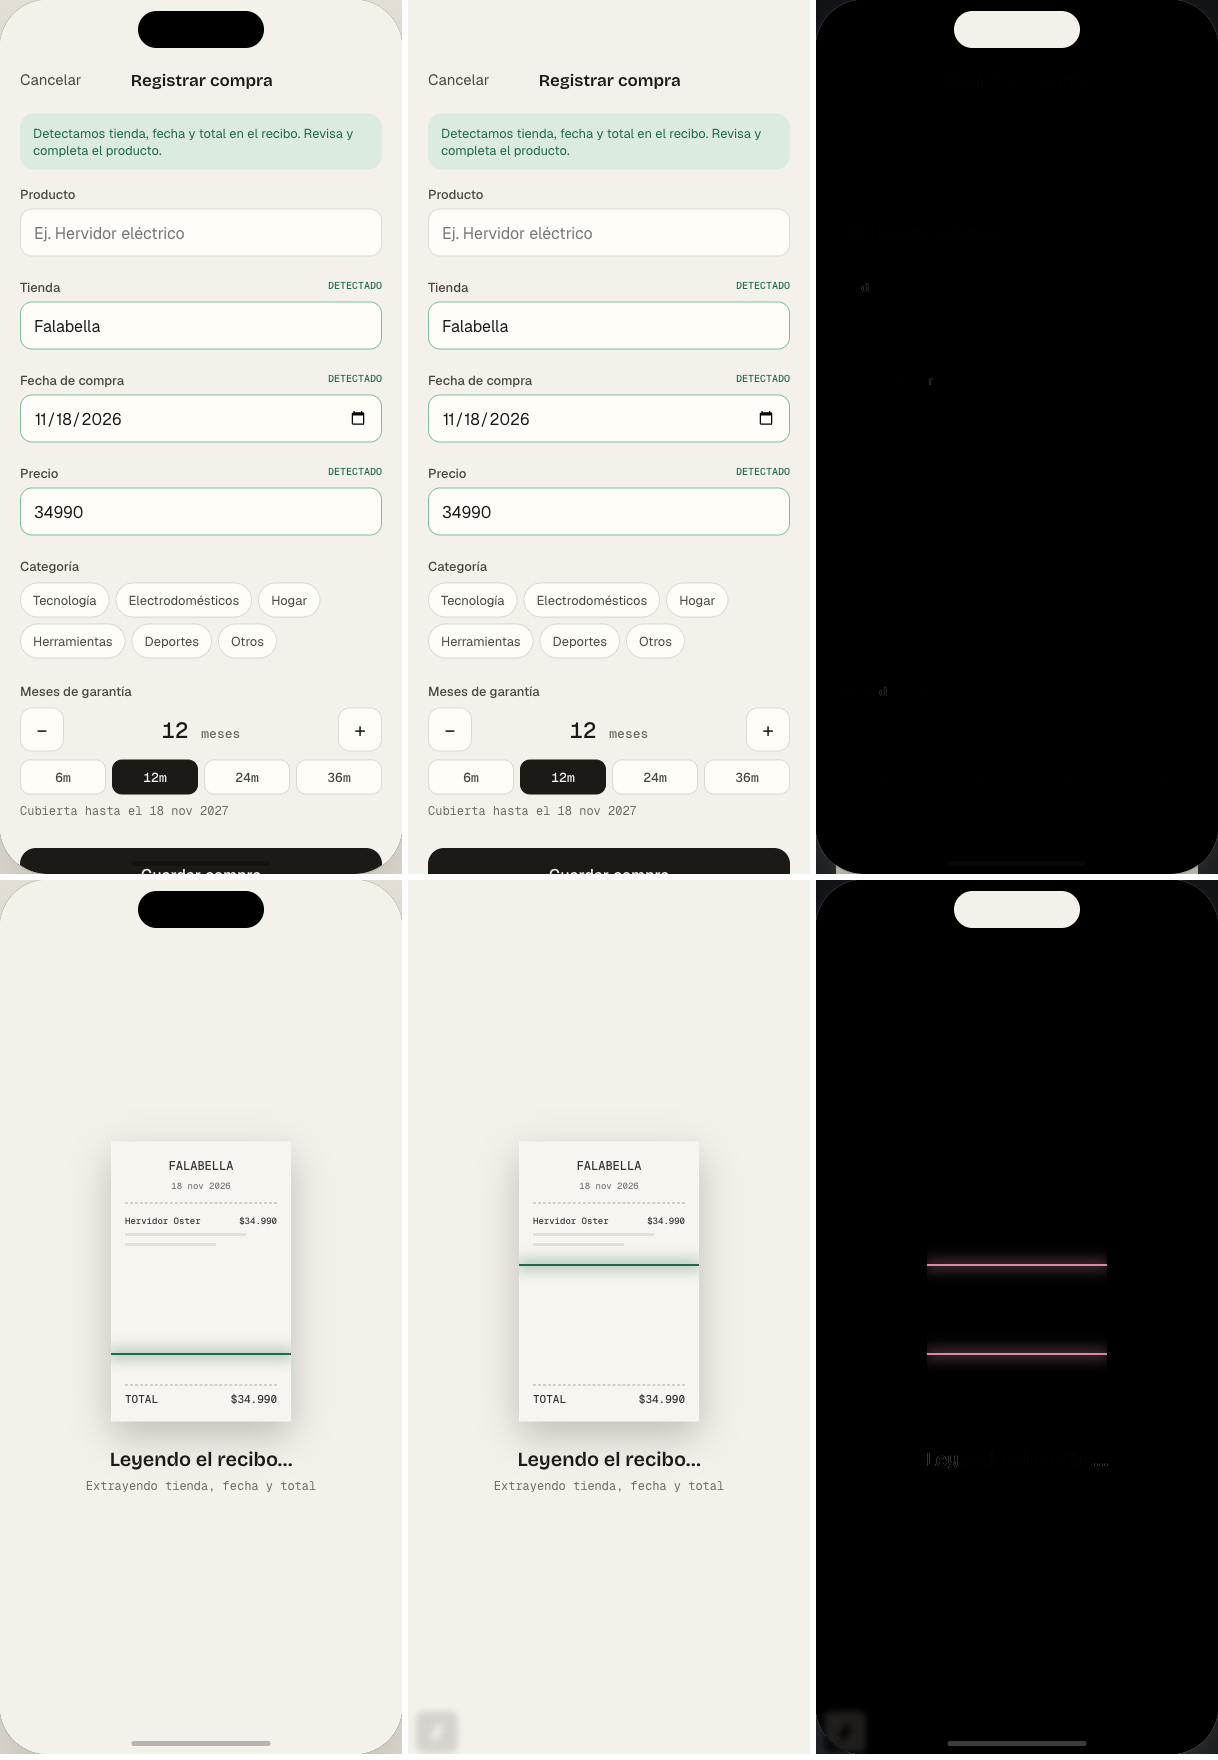 Cancelar Registrar compra
Detectamos tienda, fecha y total en el recibo. Revisa y
completa el producto.
Producto
Ej. Hervidor eléctrico
Tienda DETECTADO
Falabella
Fecha de compra DETECTADO
11/18/2026
Precio DETECTADO
34990
Categoría
Tecnología Electrodomésticos Hogar
Herramientas Deportes Otros
Meses de garantía
− 12 meses +
6m 12m 24m 36m
Cubierta hasta el 18 nov 2027
Guardar compra
Cancelar Registrar compra
Detectamos tienda, fecha y total en el recibo. Revisa y
completa el producto.
Producto
Ej. Hervidor eléctrico
Tienda DETECTADO
Falabella
Fecha de compra DETECTADO
11/18/2026
Precio DETECTADO
34990
Categoría
Tecnología Electrodomésticos Hogar
Herramientas Deportes Otros
Meses de garantía
− 12 meses +
6m 12m 24m 36m
Cubierta hasta el 18 nov 2027
Guardar compra
d
r
d
FALABELLA
18 nov 2026
Hervidor Oster $34.990
TOTAL $34.990
Leyendo el recibo...
Extrayendo tienda, fecha y total
FALABELLA
18 nov 2026
Hervidor Oster $34.990
TOTAL $34.990
Leyendo el recibo...
Extrayendo tienda, fecha y total
Ley ...